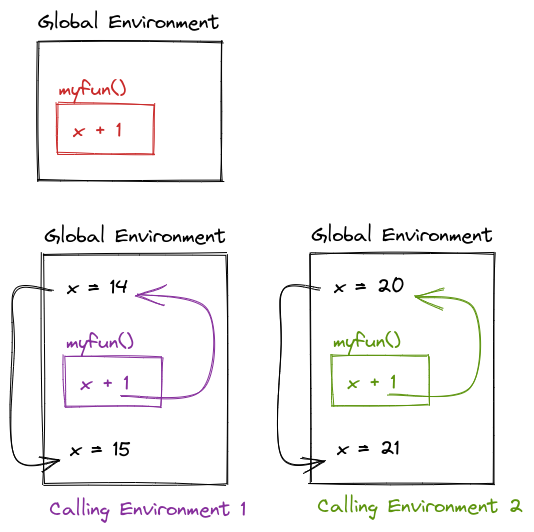 Global Environment
myfun()
x + 1
Global Environment
x = 14
myfun()
x + 1
x = 15
Calling Environment 1
Global Environment
x = 20
myfun()
x + 1
x = 21
Calling Environment 2